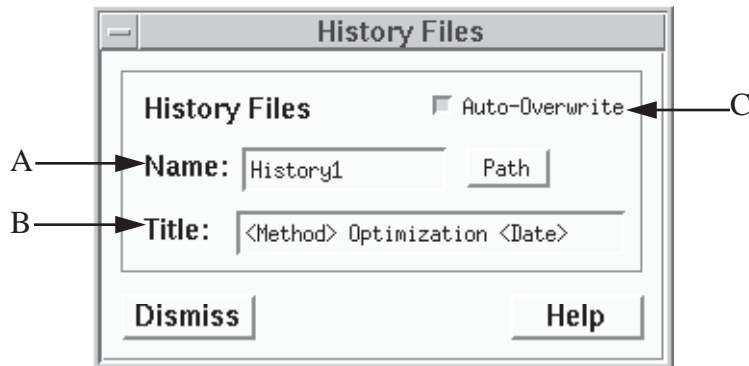 History Files
History Files Auto-Overwrite C
A Name: History1 Path
B Title: <Method> Optimization <Date>
Dismiss Help